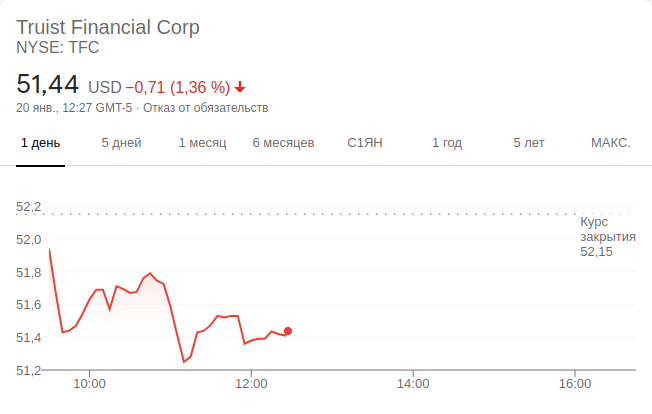 Truist Financial Corp
NYSE: TFC
51,44 USD −0,71 (1,36 %)
20 янв., 12:27 GMT-5 · Отказ от обязательств
1 день 5 дней 1 месяц 6 месяцев С1ЯН 1 год 5 лет МАКС.
52,2
Курс
52,0 закрытия
52,15
51,8
51,6
51,4
51,2
10:00 12:00 14:00 16:00